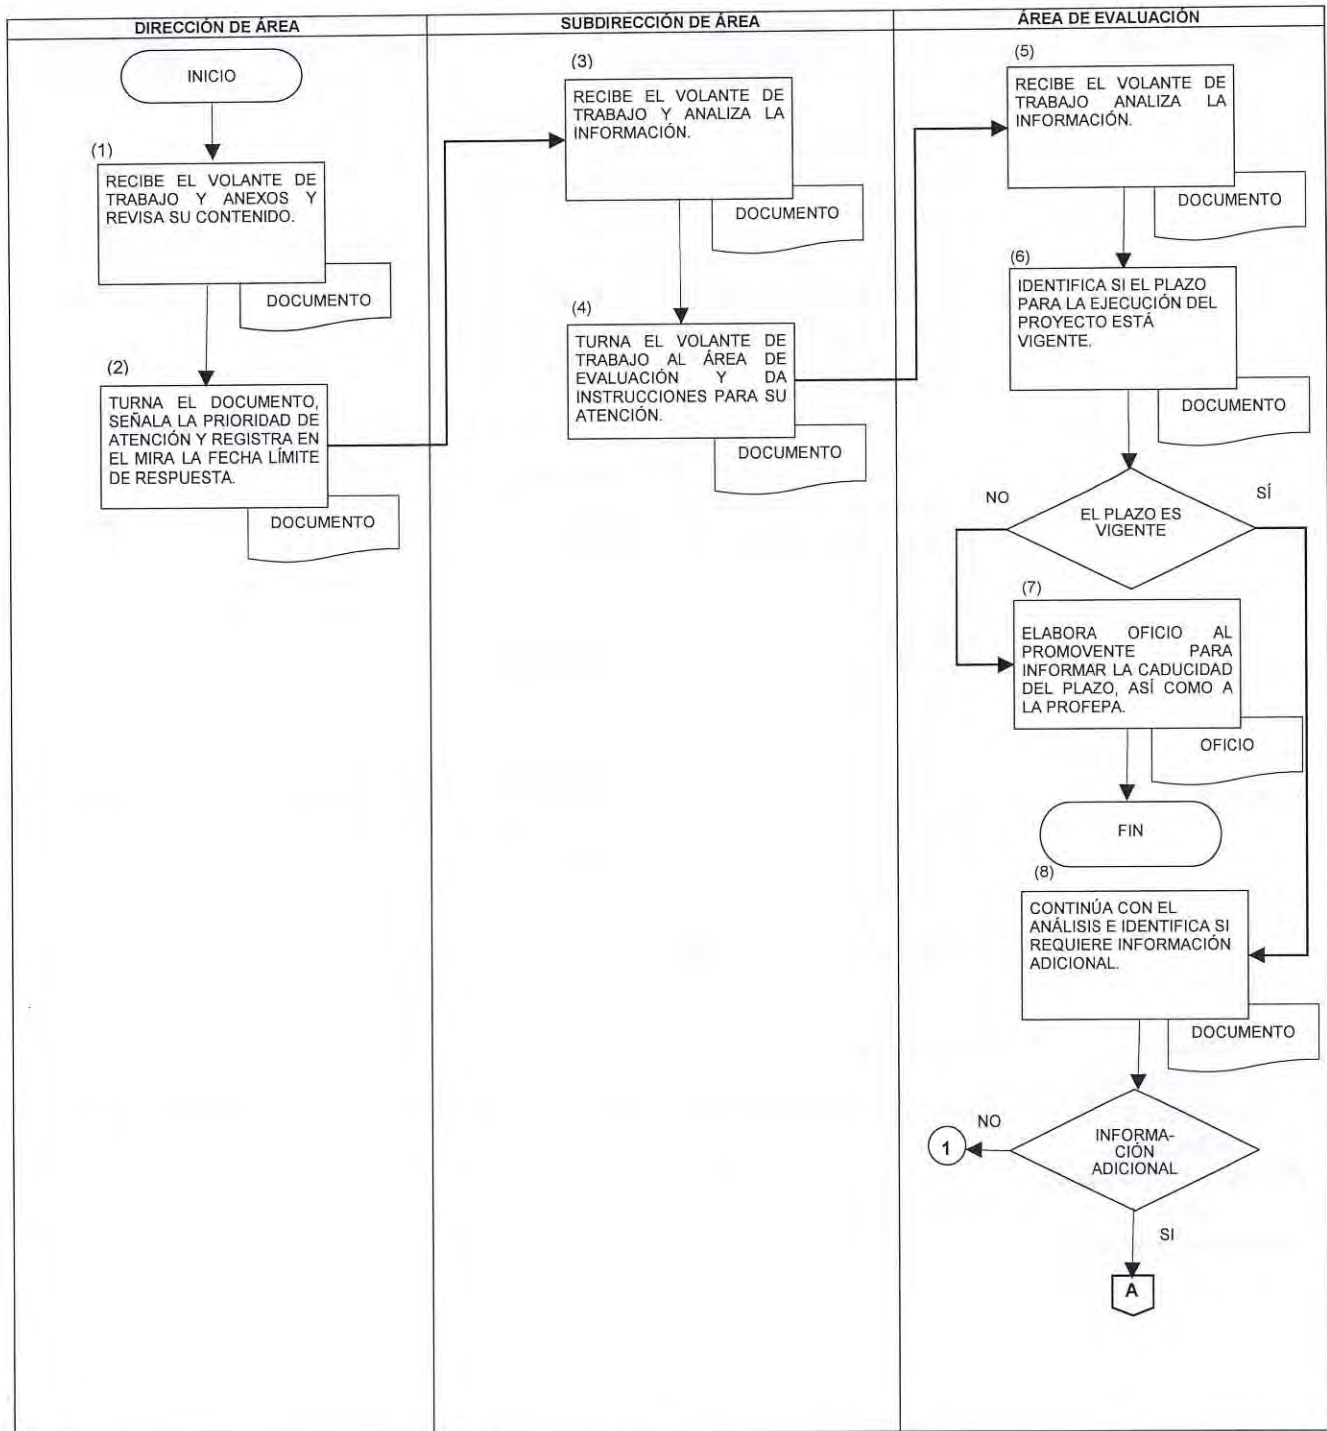 DIRECCIÓN DE ÁREA
SUBDIRECCIÓN DE ÁREA
ÁREA DE EVALUACIÓN
INICIO
(1)
RECIBE EL VOLANTE DE
TRABAJO Y ANEXOS Y
REVISA SU CONTENIDO.
DOCUMENTO
(2)
TURNA EL DOCUMENTO,
SEÑALA LA PRIORIDAD DE
ATENCIÓN Y REGISTRA EN
EL MIRA LA FECHA LÍMITE
DE RESPUESTA.
DOCUMENTO
(3)
RECIBE EL VOLANTE DE
TRABAJO Y ANALIZA LA
INFORMACIÓN.
DOCUMENTO
(4)
TURNA EL VOLANTE DE
TRABAJO AL ÁREA DE
EVALUACIÓN Y DA
INSTRUCCIONES PARA SU
ATENCIÓN.
DOCUMENTO
(5)
RECIBE EL VOLANTE DE
TRABAJO ANALIZA LA
INFORMACIÓN.
DOCUMENTO
(6)
IDENTIFICA SI EL PLAZO
PARA LA EJECUCIÓN DEL
PROYECTO ESTÁ
VIGENTE.
DOCUMENTO
NO
SÍ
EL PLAZO ES
VIGENTE
(7)
ELABORA OFICIO AL
PROMOVENTE PARA
INFORMAR LA CADUCIDAD
DEL PLAZO, ASÍ COMO A
LA PROFEPA.
OFICIO
FIN
(8)
CONTINÚA CON EL
ANÁLISIS E IDENTIFICA SI
REQUIERE INFORMACIÓN
ADICIONAL.
DOCUMENTO
NO
1
INFORMA-
CIÓN
ADICIONAL
SI
A